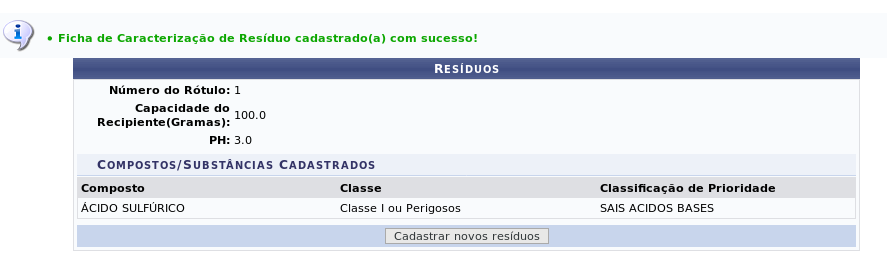 • Ficha de Caracterização de Resíduo cadastrado(a) com sucesso!
RESÍDUOS
Número do Rótulo: 1
Capacidade do
Recipiente(Gramas): 100.0
PH: 3.0
COMPOSTOS/SUBSTÂNCIAS CADASTRADOS
Composto Classe Classificação de Prioridade
ÁCIDO SULFÚRICO Classe I ou Perigosos SAIS ACIDOS BASES
Cadastrar novos resíduos